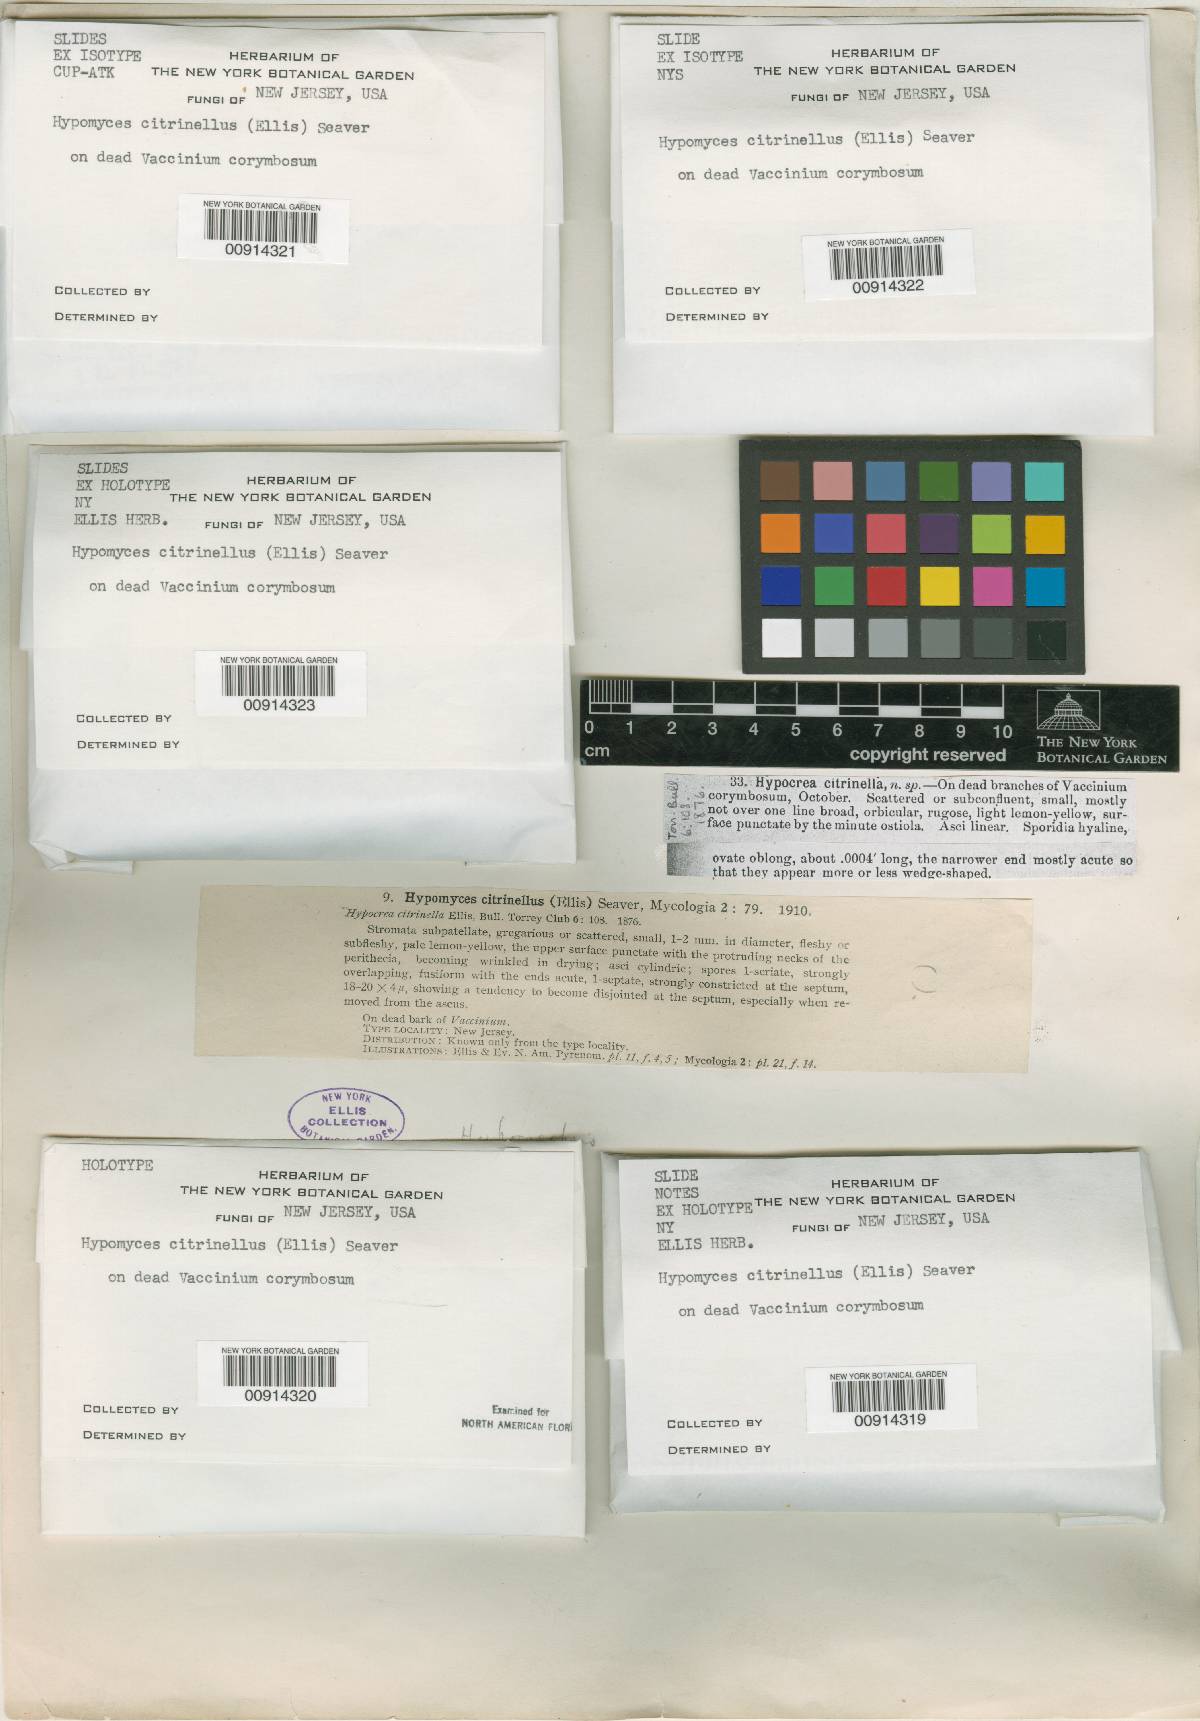 SLIDES
EX ISOTYPE
CUP-ATK
HERBARIUM OF
THE NEW YORK BOTANICAL GARDEN
FUNGI OF NEW JERSEY, USA
Hypomyces citrinellus (Ellis) Seaver
on dead Vaccinium corymbosum
NEW YORK BOTANICAL GARDEN
00914321
COLLECTED BY
DETERMINED BY
SLIDE
EX ISOTYPE
NYS
HERBARIUM OF
THE NEW YORK BOTANICAL GARDEN
FUNGI OF NEW JERSEY, USA
Hypomyces citrinellus (Ellis) Seaver
on dead Vaccinium corymbosum
NEW YORK BOTANICAL GARDEN
00914322
COLLECTED BY
DETERMINED BY
SLIDES
EX HOLOTYPE
NY
ELLIS HERB.
HERBARIUM OF
THE NEW YORK BOTANICAL GARDEN
FUNGI OF NEW JERSEY, USA
Hypomyces citrinellus (Ellis) Seaver
on dead Vaccinium corymbosum
NEW YORK BOTANICAL GARDEN
00914323
COLLECTED BY
DETERMINED BY
0 1 2 3 4 5 6 7 8 9 10
cm
copyright reserved
THE NEW YORK
BOTANICAL GARDEN
Torr. Bull.
6:108.
1876.
33. Hypocrea citrinella, n. sp.—On dead branches of Vaccinium
corymbosum, October. Scattered or subconfluent, small, mostly
not over one line broad, orbicular, rugose, light lemon-yellow, sur-
face punctate by the minute ostiola. Asci linear. Sporidia hyaline,
ovate oblong, about .0004′ long, the narrower end mostly acute so
that they appear more or less wedge-shaped.
9. Hypomyces citrinellus (Ellis) Seaver, Mycologia 2: 79. 1910.
Hypocrea citrinella Ellis, Bull. Torrey Club 6: 108. 1876.
Stromata subpatellate, gregarious or scattered, small, 1-2 mm. in diameter, fleshy or
subfleshy, pale lemon-yellow, the upper surface punctate with the protruding necks of the
perithecia, becoming wrinkled in drying; asci cylindric; spores 1-seriate, strongly
overlapping, fusiform with the ends acute, 1-septate, strongly constricted at the septum,
18-20 × 4 μ, showing a tendency to become disjointed at the septum, especially when re-
moved from the ascus.
On dead bark of Vaccinium.
TYPE LOCALITY: New Jersey.
DISTRIBUTION: Known only from the type locality.
ILLUSTRATIONS: Ellis & Ev. N. Am. Pyrenom. pl. 11, f. 4, 5; Mycologia 2: pl. 21, f. 14.
NEW YORK
ELLIS
COLLECTION
BOTANICAL GARDEN.
HOLOTYPE
HERBARIUM OF
THE NEW YORK BOTANICAL GARDEN
FUNGI OF NEW JERSEY, USA
Hypomyces citrinellus (Ellis) Seaver
on dead Vaccinium corymbosum
NEW YORK BOTANICAL GARDEN
00914320
COLLECTED BY
DETERMINED BY
Examined for
NORTH AMERICAN FLOR
SLIDE
NOTES
EX HOLOTYPE
NY
ELLIS HERB.
HERBARIUM OF
THE NEW YORK BOTANICAL GARDEN
FUNGI OF NEW JERSEY, USA
Hypomyces citrinellus (Ellis) Seaver
on dead Vaccinium corymbosum
NEW YORK BOTANICAL GARDEN
00914319
COLLECTED BY
DETERMINED BY